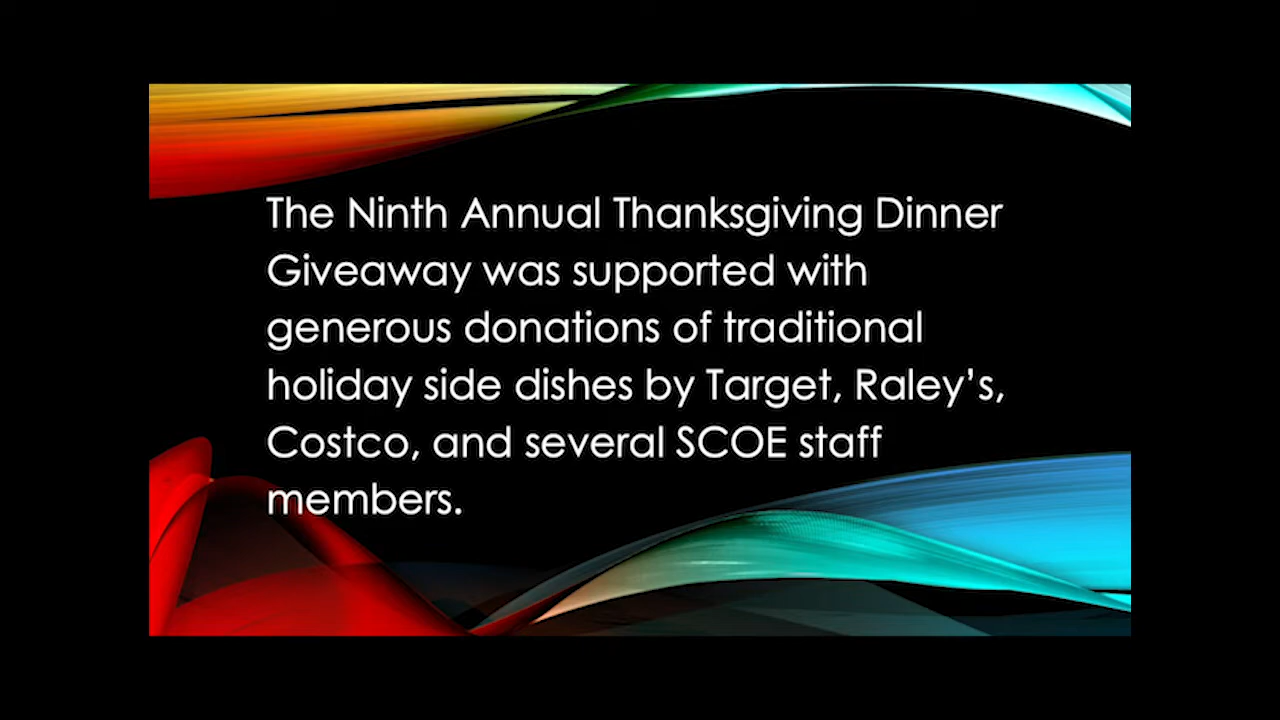 The Ninth Annual Thanksgiving Dinner
Giveaway was supported with
generous donations of traditional
holiday side dishes by Target, Raley’s,
Costco, and several SCOE staff
members.